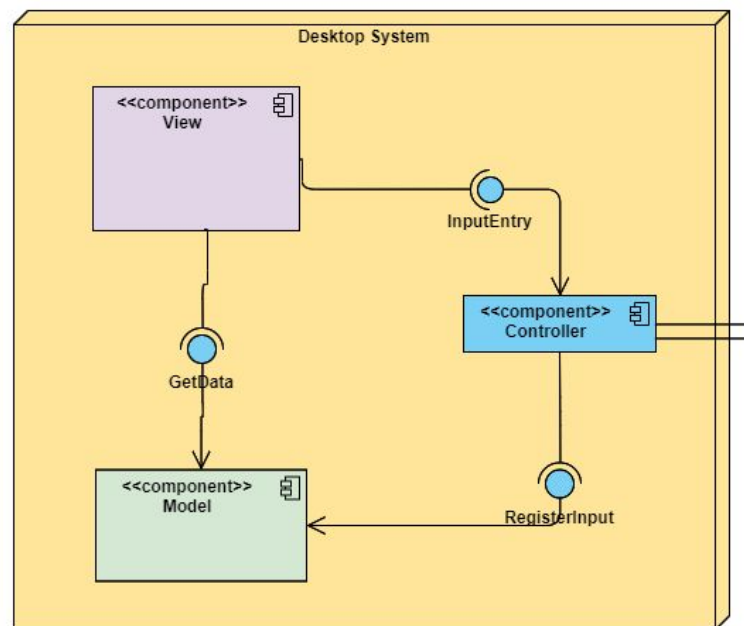 Desktop System
<<component>>
View
InputEntry
<<component>>
Controller
GetData
<<component>>
Model
RegisterInput